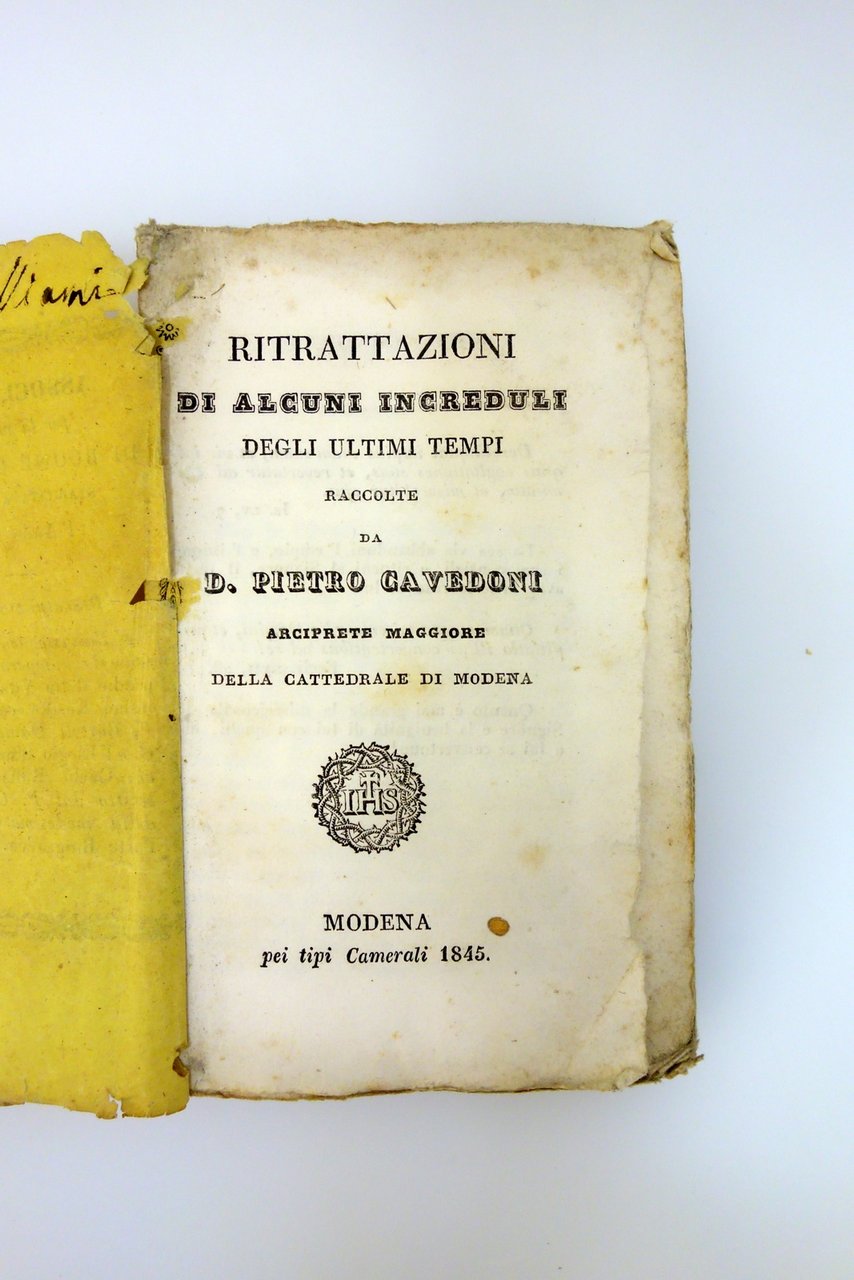 RITRATTAZIONI
DI ALCUNI INCREDULI
DEGLI ULTIMI TEMPI
RACCOLTE
DA
D. PIETRO CAVEDONI
ARCIPRETE MAGGIORE
DELLA CATTEDRALE DI MODENA
IHS
MODENA
pei tipi Camerali 1845.